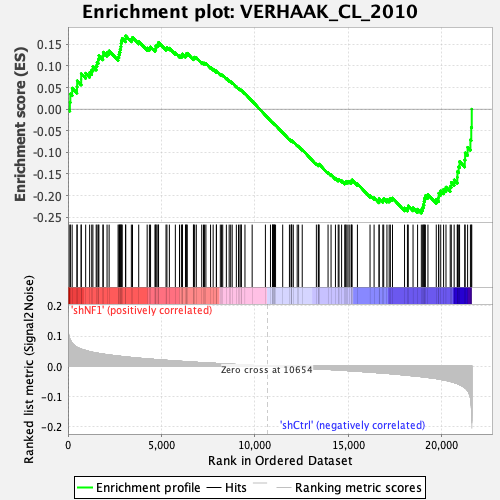 Enrichment plot: VERHAAK_CL_2010
Enrichment score (ES)
0.15
0.10
0.05
0.00
-0.05
-0.10
-0.15
-0.20
-0.25
Ranked list metric (Signal2Noise)
0.2
0.1
0.0
-0.1
-0.2
'shNF1' (positively correlated)
Zero cross at 10654
'shCtrl' (negatively correlated)
0
5,000
10,000
15,000
20,000
Rank in Ordered Dataset
Enrichment profile
Hits
Ranking metric scores